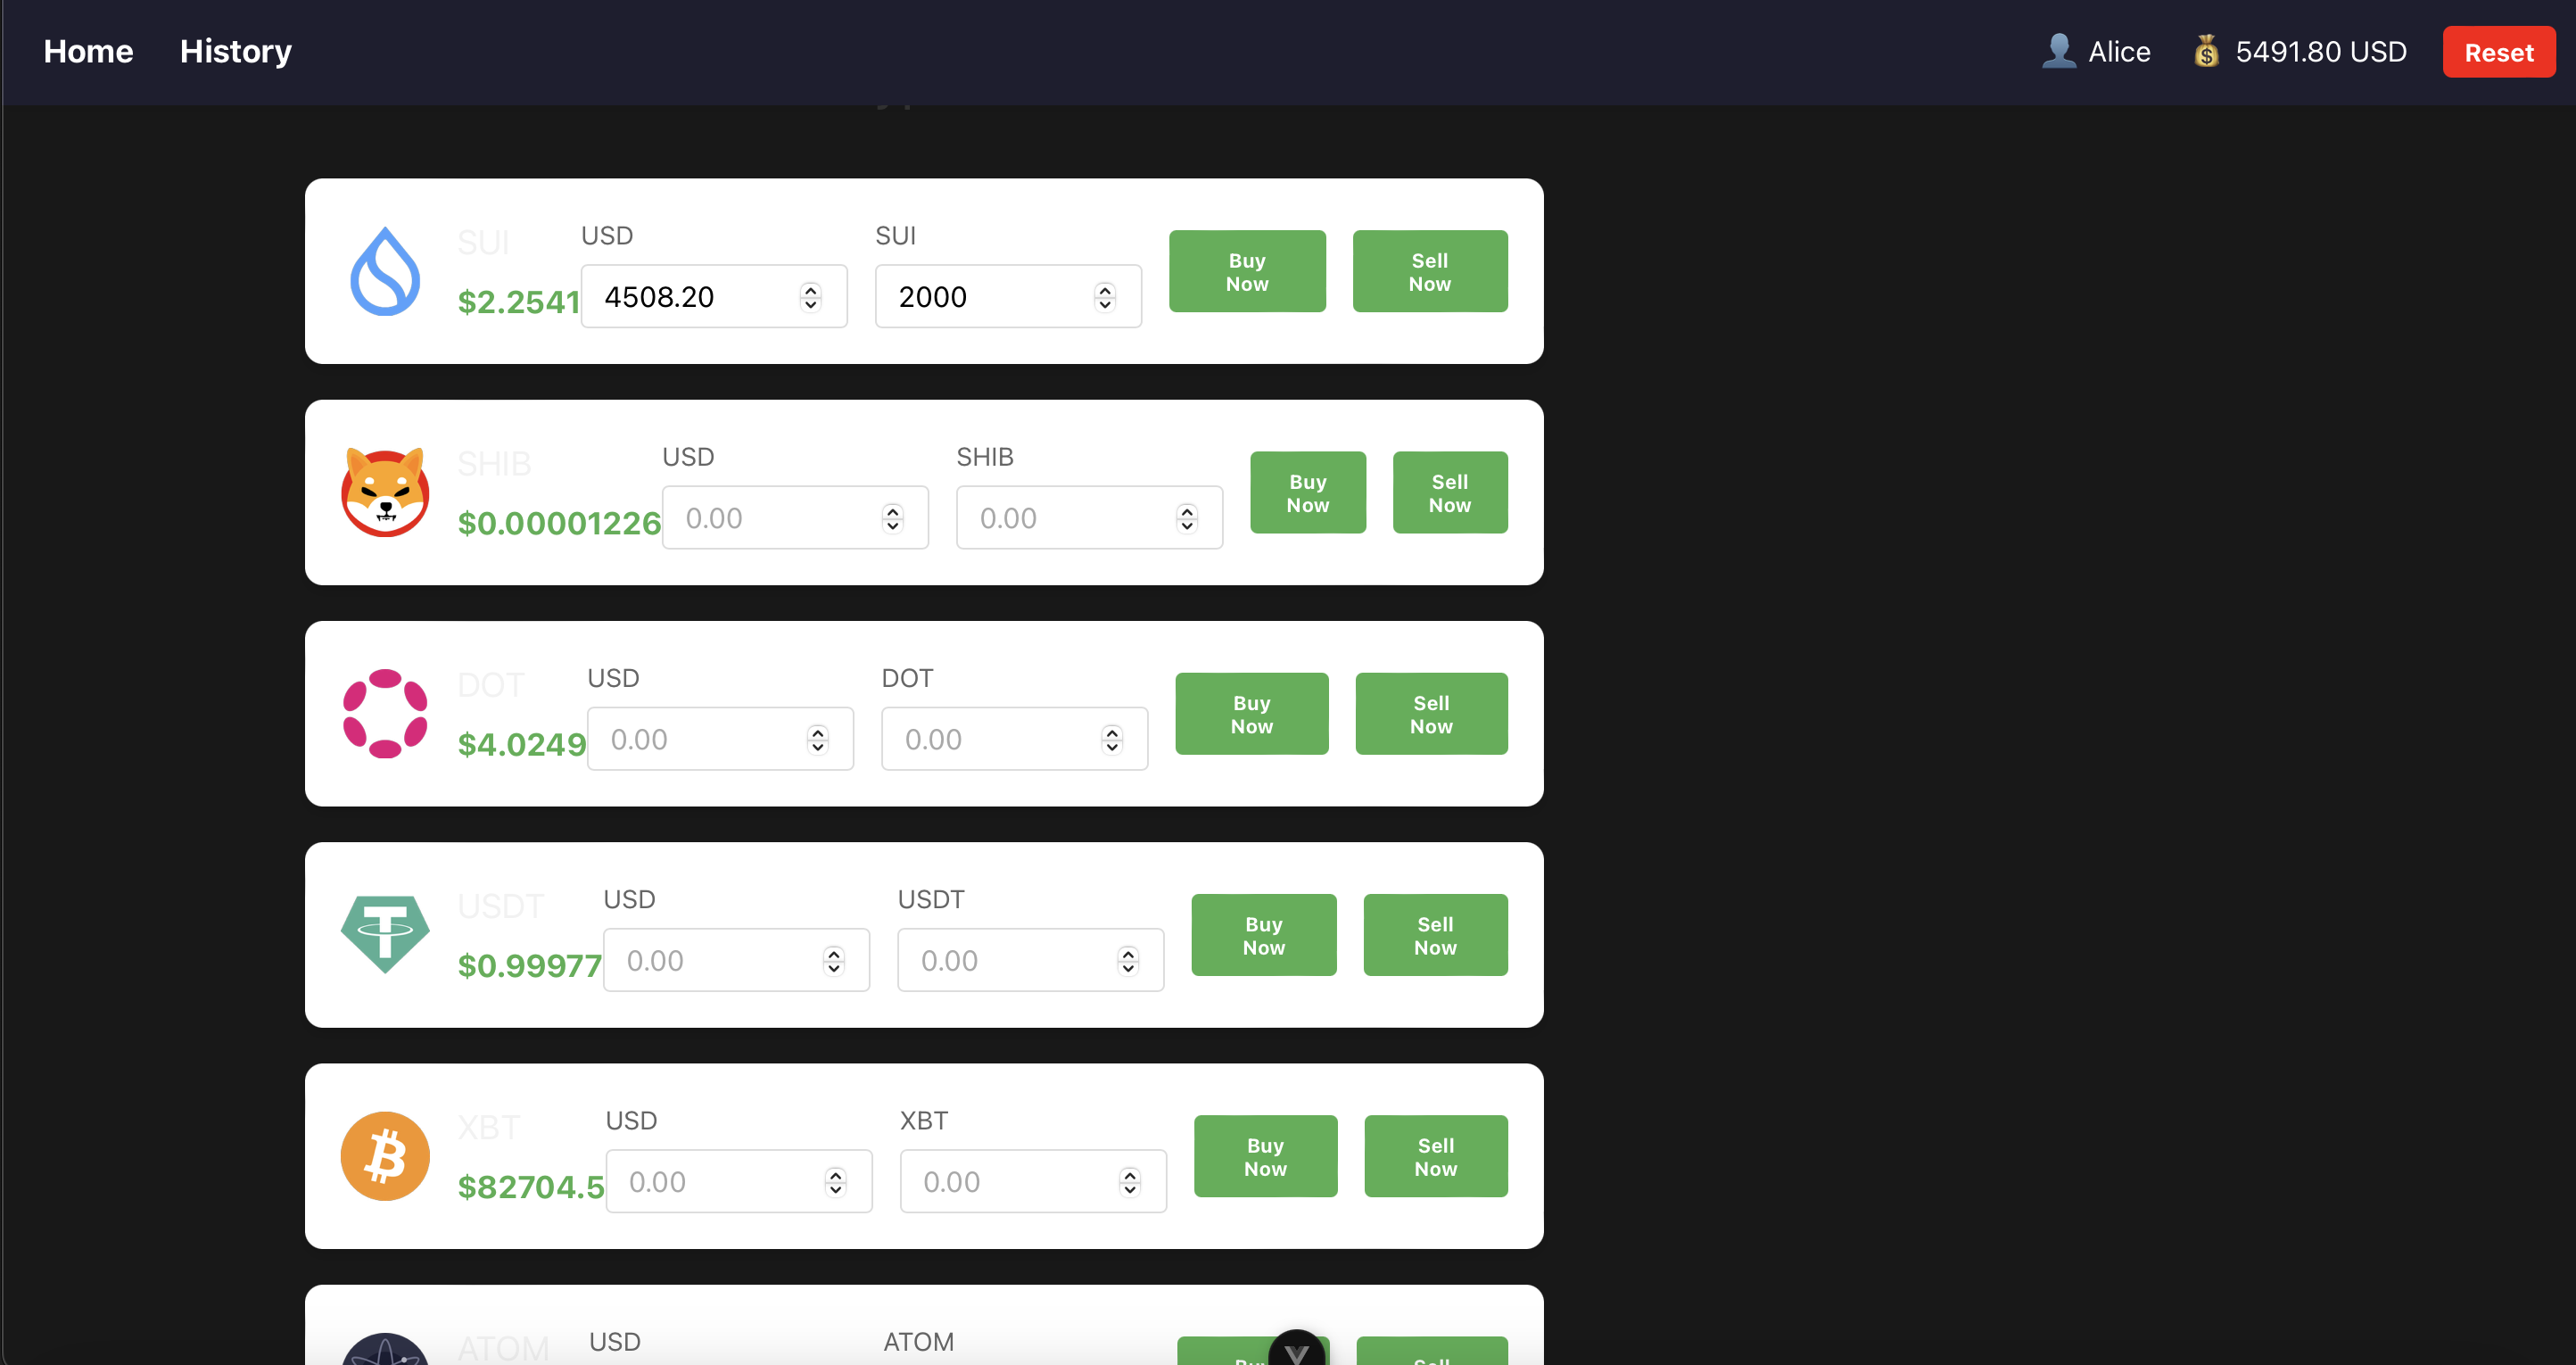 Home History Alice 5491.80 USD Reset
SUI USD SUI
$2.2541 4508.20 2000 Buy Now Sell Now
SHIB USD SHIB
$0.00001226 0.00 0.00 Buy Now Sell Now
DOT USD DOT
$4.0249 0.00 0.00 Buy Now Sell Now
USDT USD USDT
$0.99977 0.00 0.00 Buy Now Sell Now
XBT USD XBT
$82704.5 0.00 0.00 Buy Now Sell Now
ATOM USD ATOM
Buy Sell